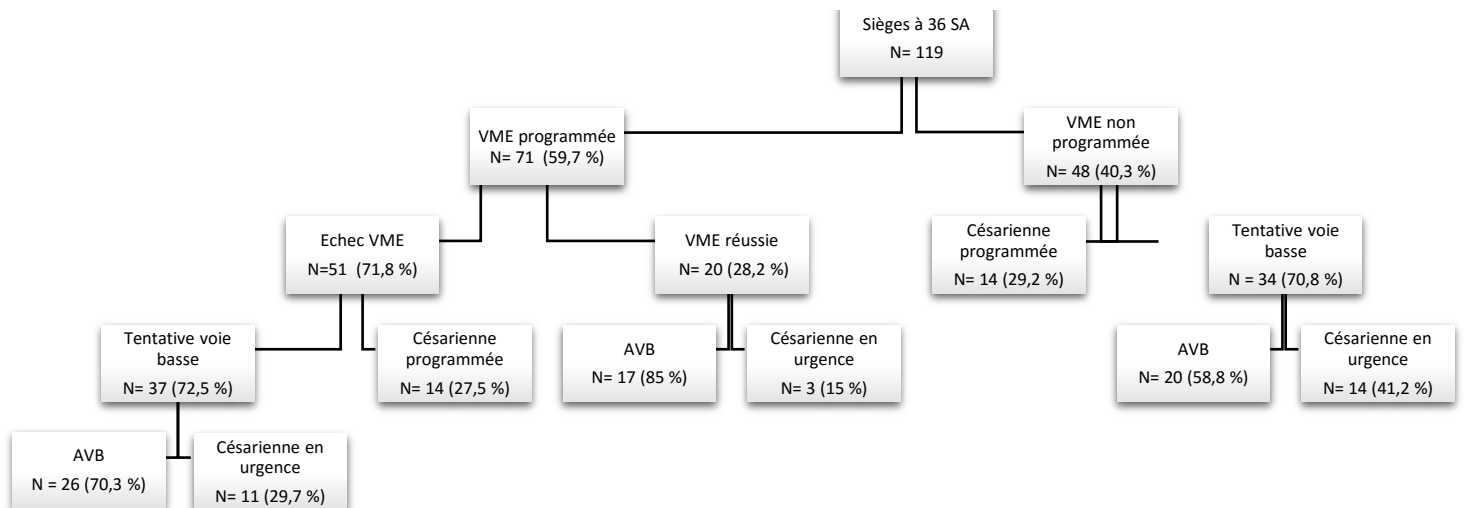 Sièges à 36 SA
N= 119
VME programmée
N= 71 (59,7 %)
VME non
programmée
N= 48 (40,3 %)
Echec VME
N=51 (71,8 %)
VME réussie
N= 20 (28,2 %)
Césarienne
programmée
N= 14 (29,2 %)
Tentative voie
basse
N = 34 (70,8 %)
Tentative voie
basse
N= 37 (72,5 %)
Césarienne
programmée
N= 14 (27,5 %)
AVB
N= 17 (85 %)
Césarienne en
urgence
N= 3 (15 %)
AVB
N= 20 (58,8 %)
Césarienne en
urgence
N= 14 (41,2 %)
AVB
N = 26 (70,3 %)
Césarienne en
urgence
N= 11 (29,7 %)